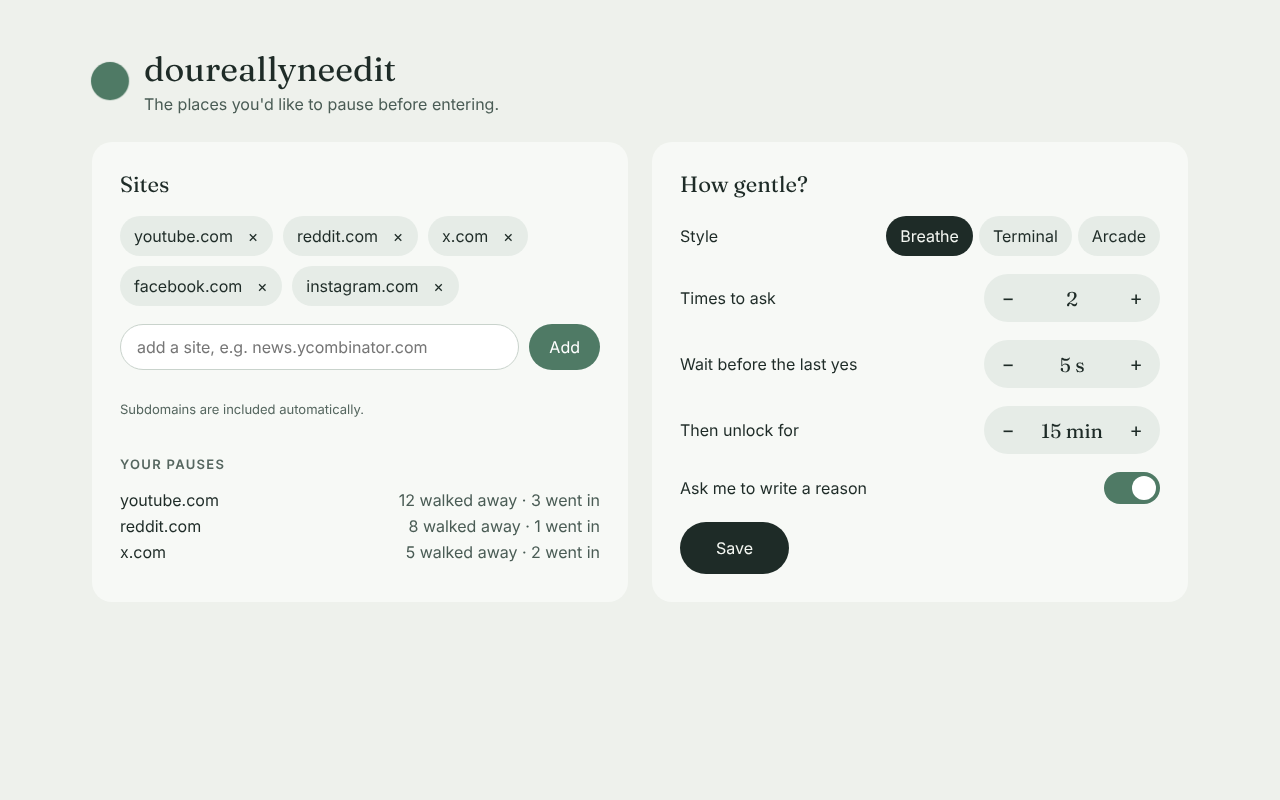 doureallyneedit
The places you'd like to pause before entering.
Sites
youtube.com ×
reddit.com ×
x.com ×
facebook.com ×
instagram.com ×
add a site, e.g. news.ycombinator.com
Add
Subdomains are included automatically.
YOUR PAUSES
youtube.com 12 walked away · 3 went in
reddit.com 8 walked away · 1 went in
x.com 5 walked away · 2 went in
How gentle?
Style Breathe Terminal Arcade
Times to ask − 2 +
Wait before the last yes − 5 s +
Then unlock for − 15 min +
Ask me to write a reason
Save